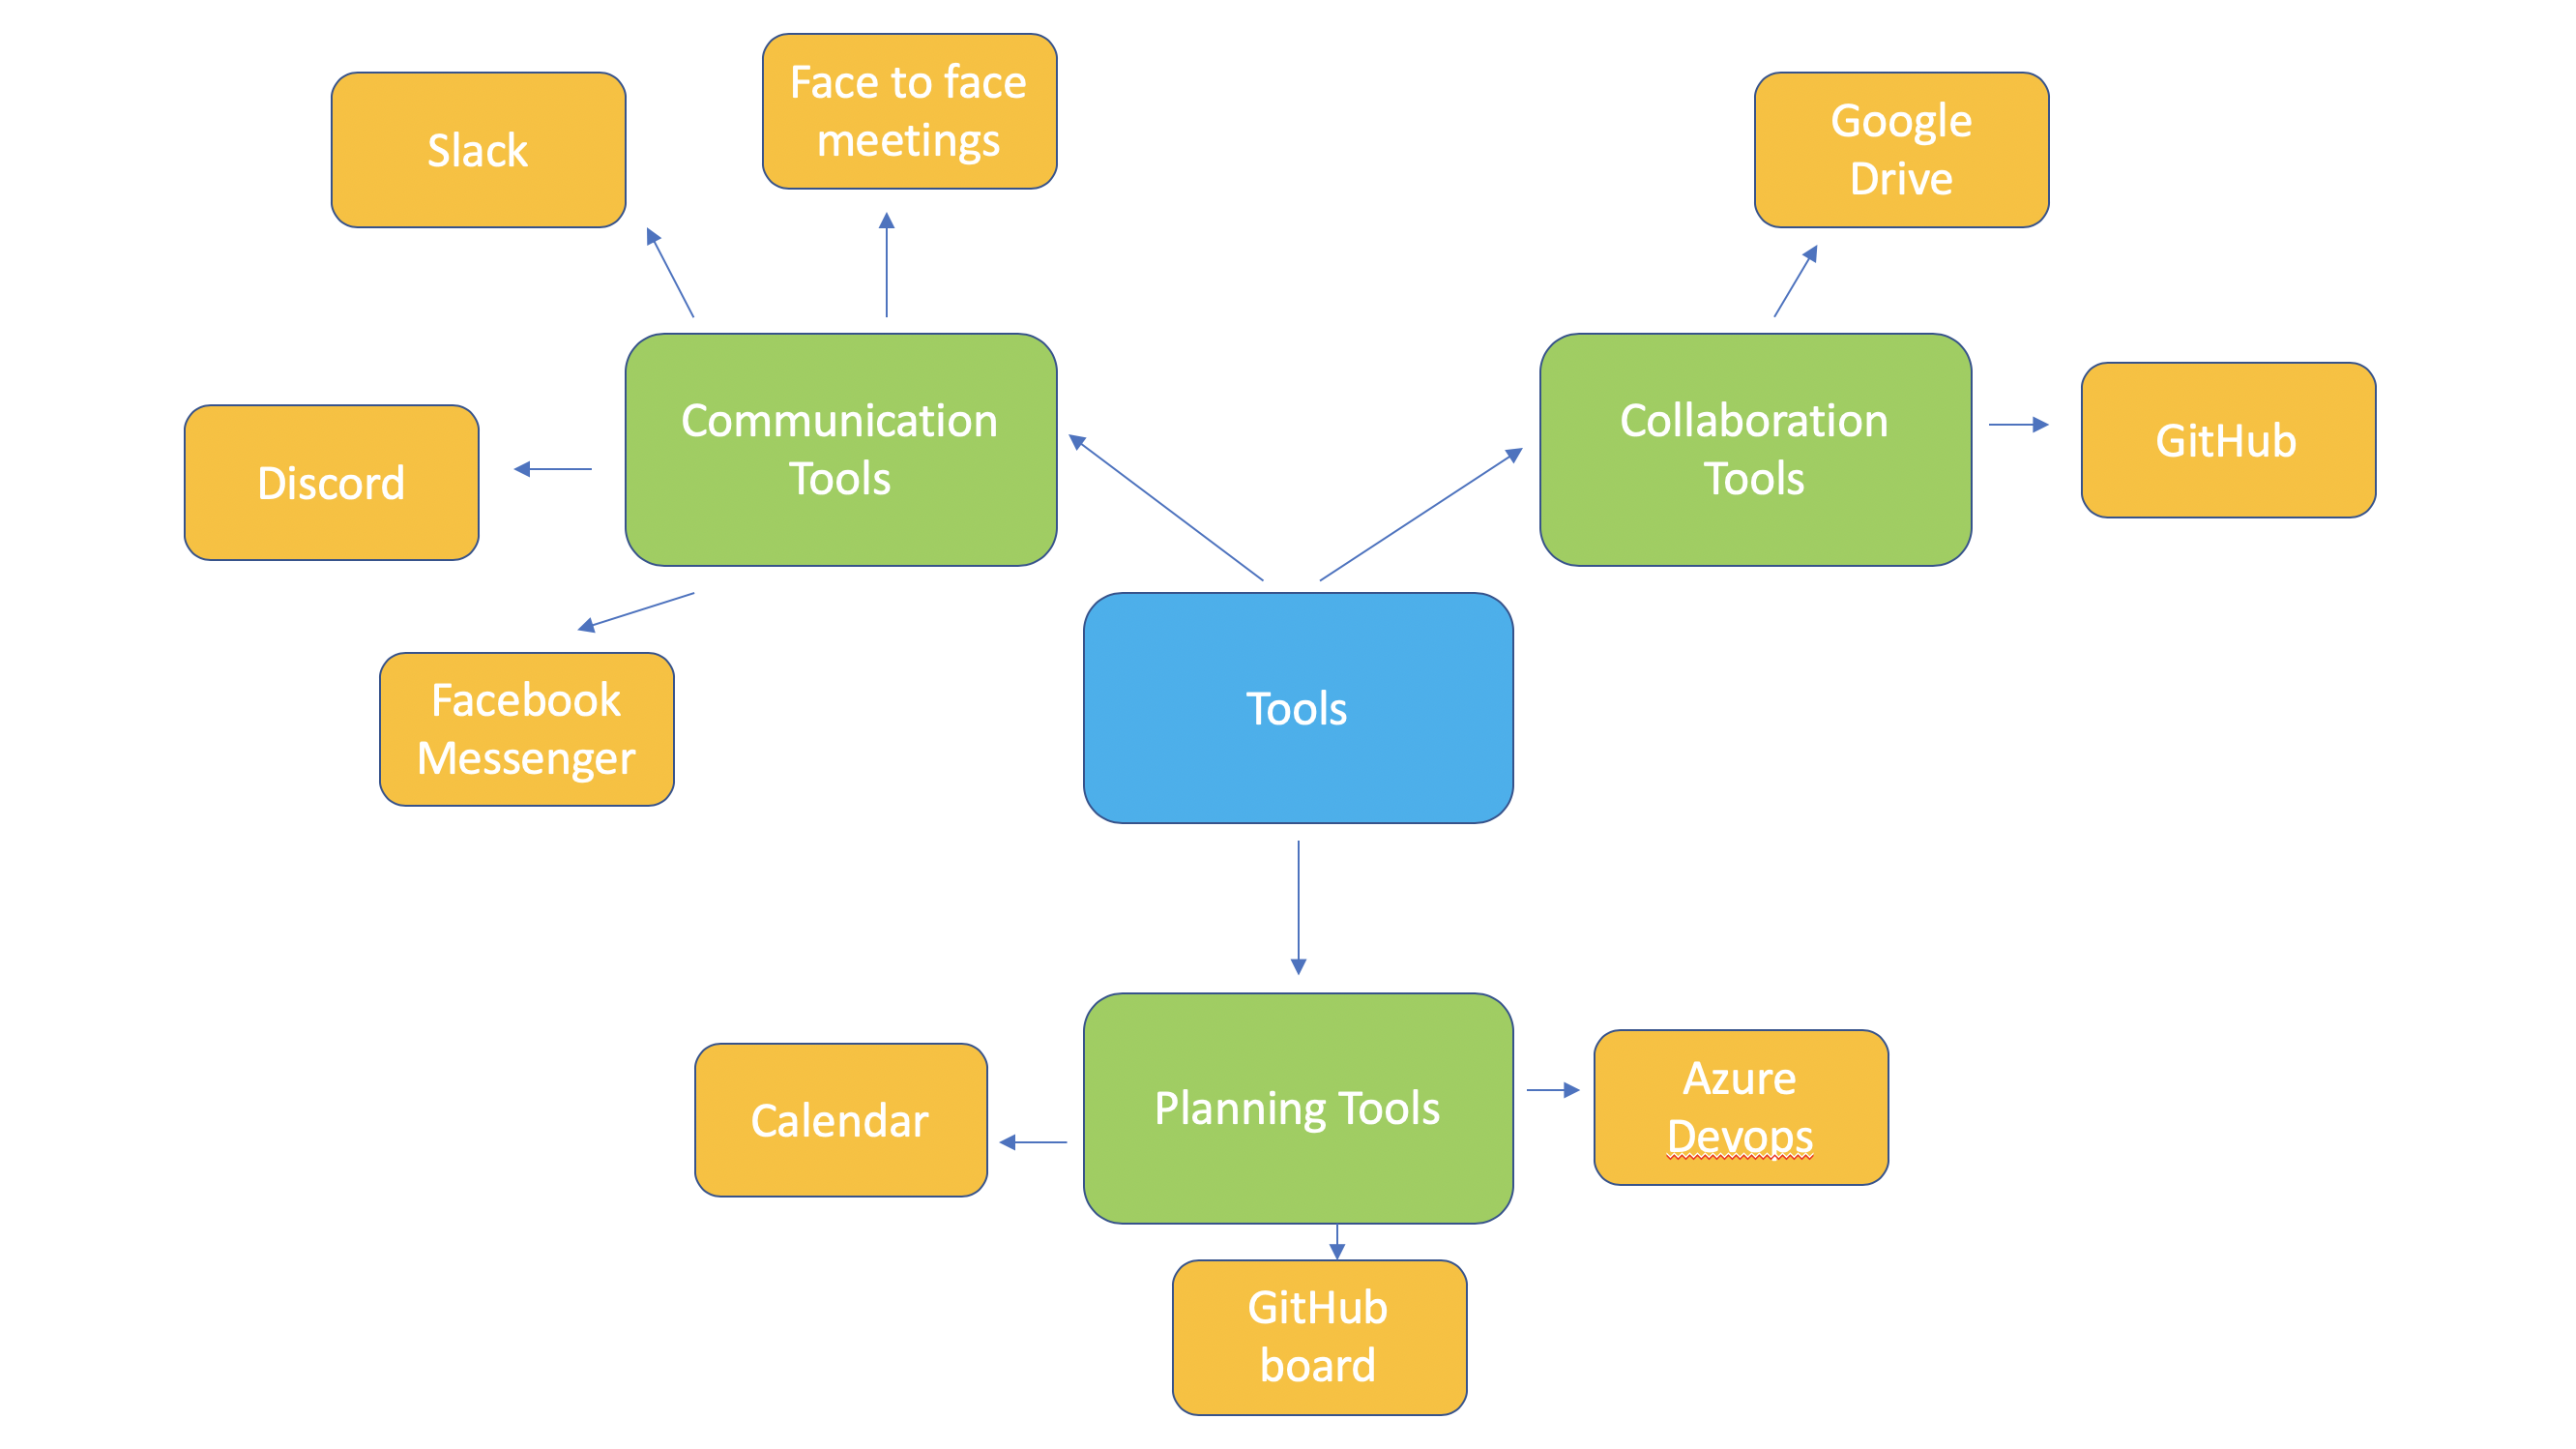 Face to face
meetings
Slack
Google
Drive
Communication
Tools
Collaboration
Tools
GitHub
Discord
Facebook
Messenger
Tools
Planning Tools
Calendar
Azure
Devops
GitHub
board